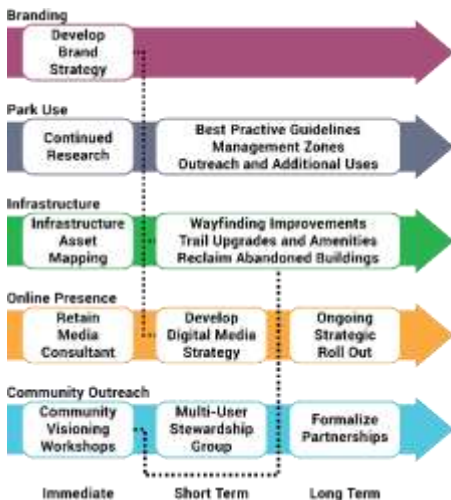 Branding
Develop
Brand
Strategy
Park Use
Continued
Research
Best Practive Guidelines
Management Zones
Outreach and Additional Uses
Infrastructure
Infrastructure
Asset
Mapping
Wayfinding Improvements
Trail Upgrades and Amenities
Reclaim Abandoned Buildings
Online Presence
Retain
Media
Consultant
Develop
Digital Media
Strategy
Ongoing
Strategic
Roll Out
Community Outreach
Community
Visioning
Workshops
Multi-User
Stewardship
Group
Formalize
Partnerships
Immediate
Short Term
Long Term